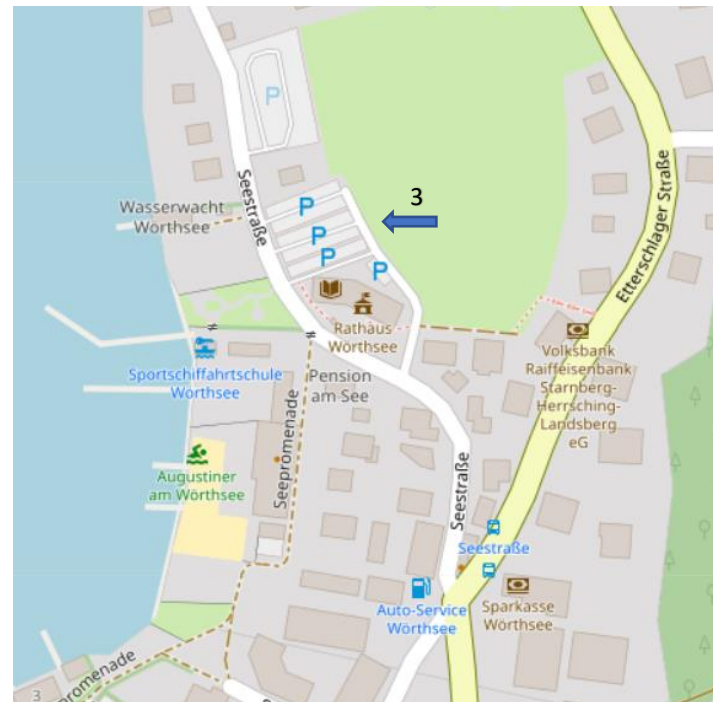 P
3
Seestraße
Wasserwacht
Wörthsee
P
P
P
P
Etterschlager Straße
Rathaus
Wörthsee
Volksbank
Raiffeisenbank
Starnberg-
Herrsching-
Landsberg
eG
Sportschiffahrtschule
Wörthsee
Pension
am See
Seepromenade
Augustiner
am Wörthsee
Seestraße
Seestraße
Auto-Service
Wörthsee
Sparkasse
Wörthsee
promenade
3